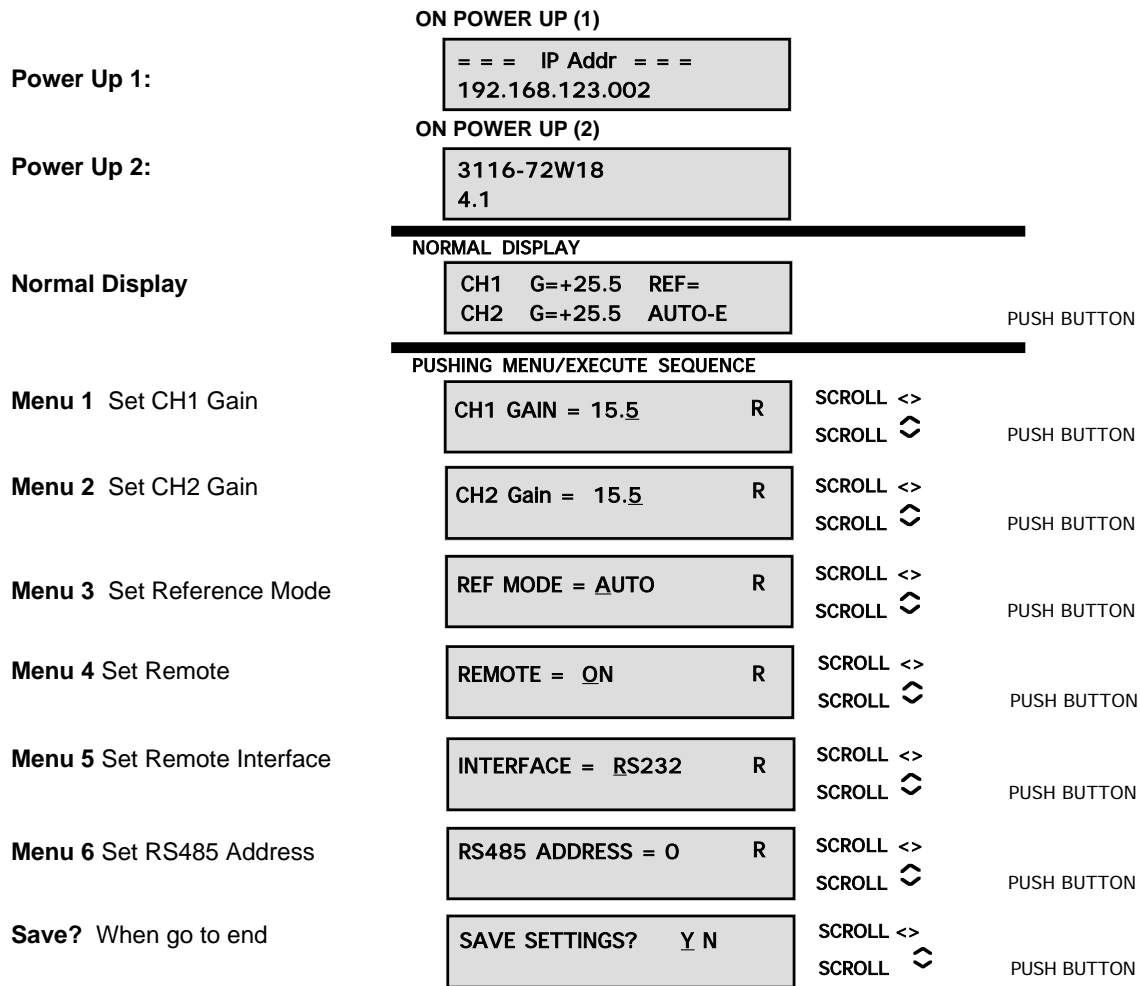 ON POWER UP (1)
Power Up 1:
= = = IP Addr = = =
192.168.123.002
ON POWER UP (2)
Power Up 2:
3116-72W18
4.1
NORMAL DISPLAY
Normal Display
CH1 G=+25.5 REF=
CH2 G=+25.5 AUTO-E
PUSH BUTTON
PUSHING MENU/EXECUTE SEQUENCE
Menu 1 Set CH1 Gain
CH1 GAIN = 15.5 R
SCROLL <>
SCROLL
PUSH BUTTON
Menu 2 Set CH2 Gain
CH2 Gain = 15.5 R
SCROLL <>
SCROLL
PUSH BUTTON
Menu 3 Set Reference Mode
REF MODE = AUTO R
SCROLL <>
SCROLL
PUSH BUTTON
Menu 4 Set Remote
REMOTE = ON R
SCROLL <>
SCROLL
PUSH BUTTON
Menu 5 Set Remote Interface
INTERFACE = RS232 R
SCROLL <>
SCROLL
PUSH BUTTON
Menu 6 Set RS485 Address
RS485 ADDRESS = 0 R
SCROLL <>
SCROLL
PUSH BUTTON
Save? When go to end
SAVE SETTINGS? Y N
SCROLL <>
SCROLL
PUSH BUTTON